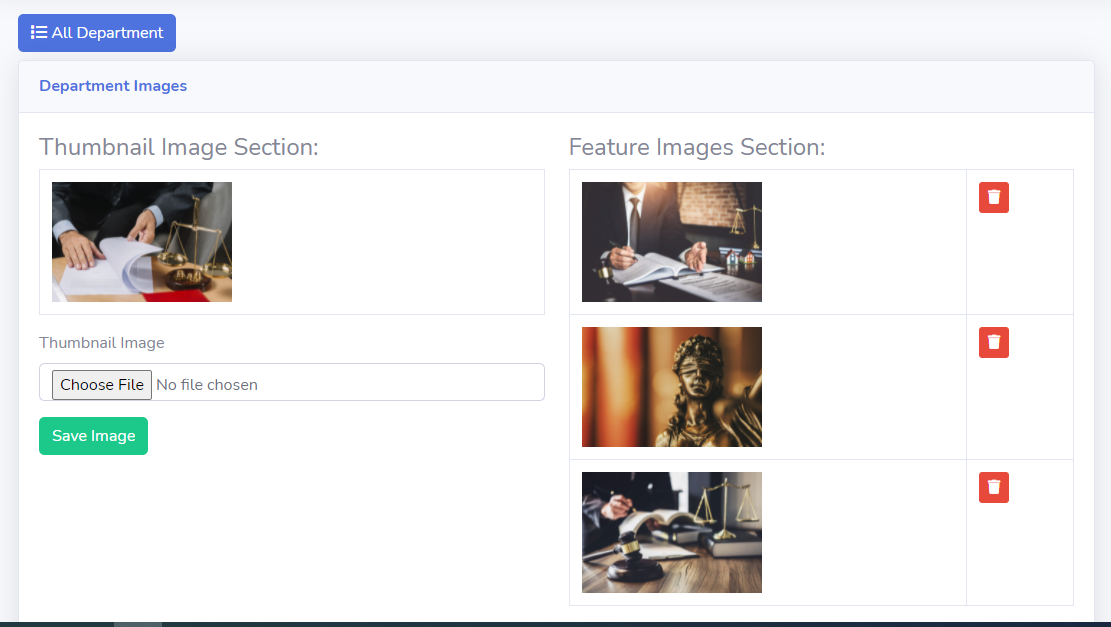 All Department
Department Images
Thumbnail Image Section:
Thumbnail Image
Choose File No file chosen
Save Image
Feature Images Section: